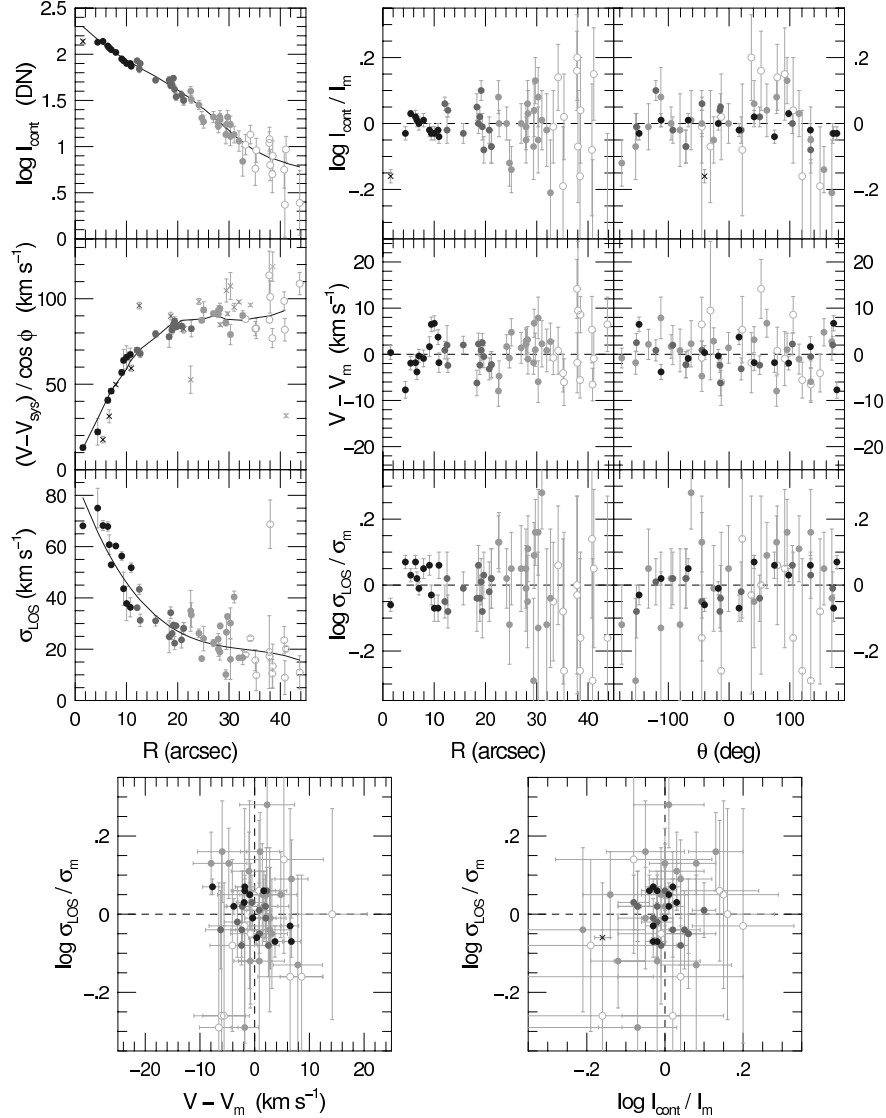 log I_cont (DN)
2.5
2
1.5
1
.5
0
log I_cont / I_m
.2
0
-.2
.2
0
-.2
(V−V_sys) / cos ϕ (km s⁻¹)
100
50
0
V − V_m (km s⁻¹)
20
10
0
-10
-20
20
10
0
-10
-20
σ_LOS (km s⁻¹)
80
60
40
20
0
log σ_LOS / σ_m
.2
0
-.2
.2
0
-.2
0 10 20 30 40
0 10 20 30 40
-100 0 100
R (arcsec)
R (arcsec)
θ (deg)
log σ_LOS / σ_m
.2
0
-.2
log σ_LOS / σ_m
.2
0
-.2
-20 -10 0 10 20
-.2 0 .2
V − V_m (km s⁻¹)
log I_cont / I_m